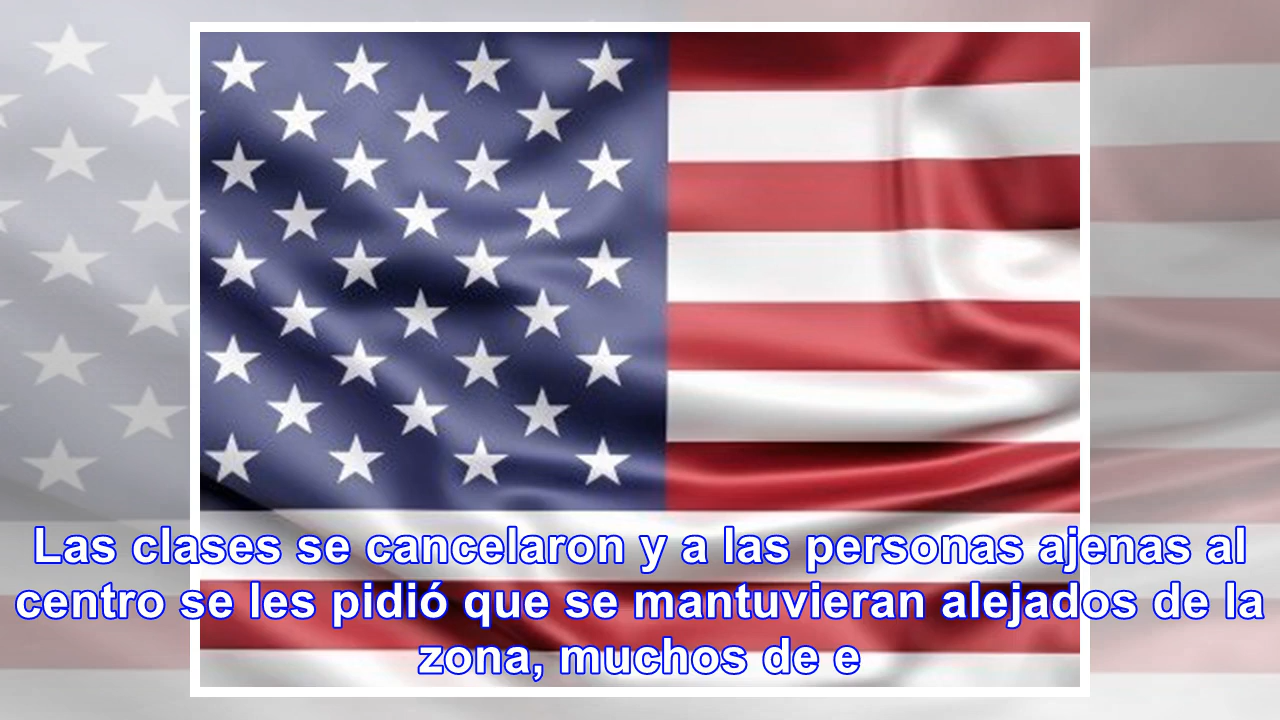 Las clases se cancelaron y a las personas ajenas al
centro se les pidió que se mantuvieran alejados de la
zona, muchos de e